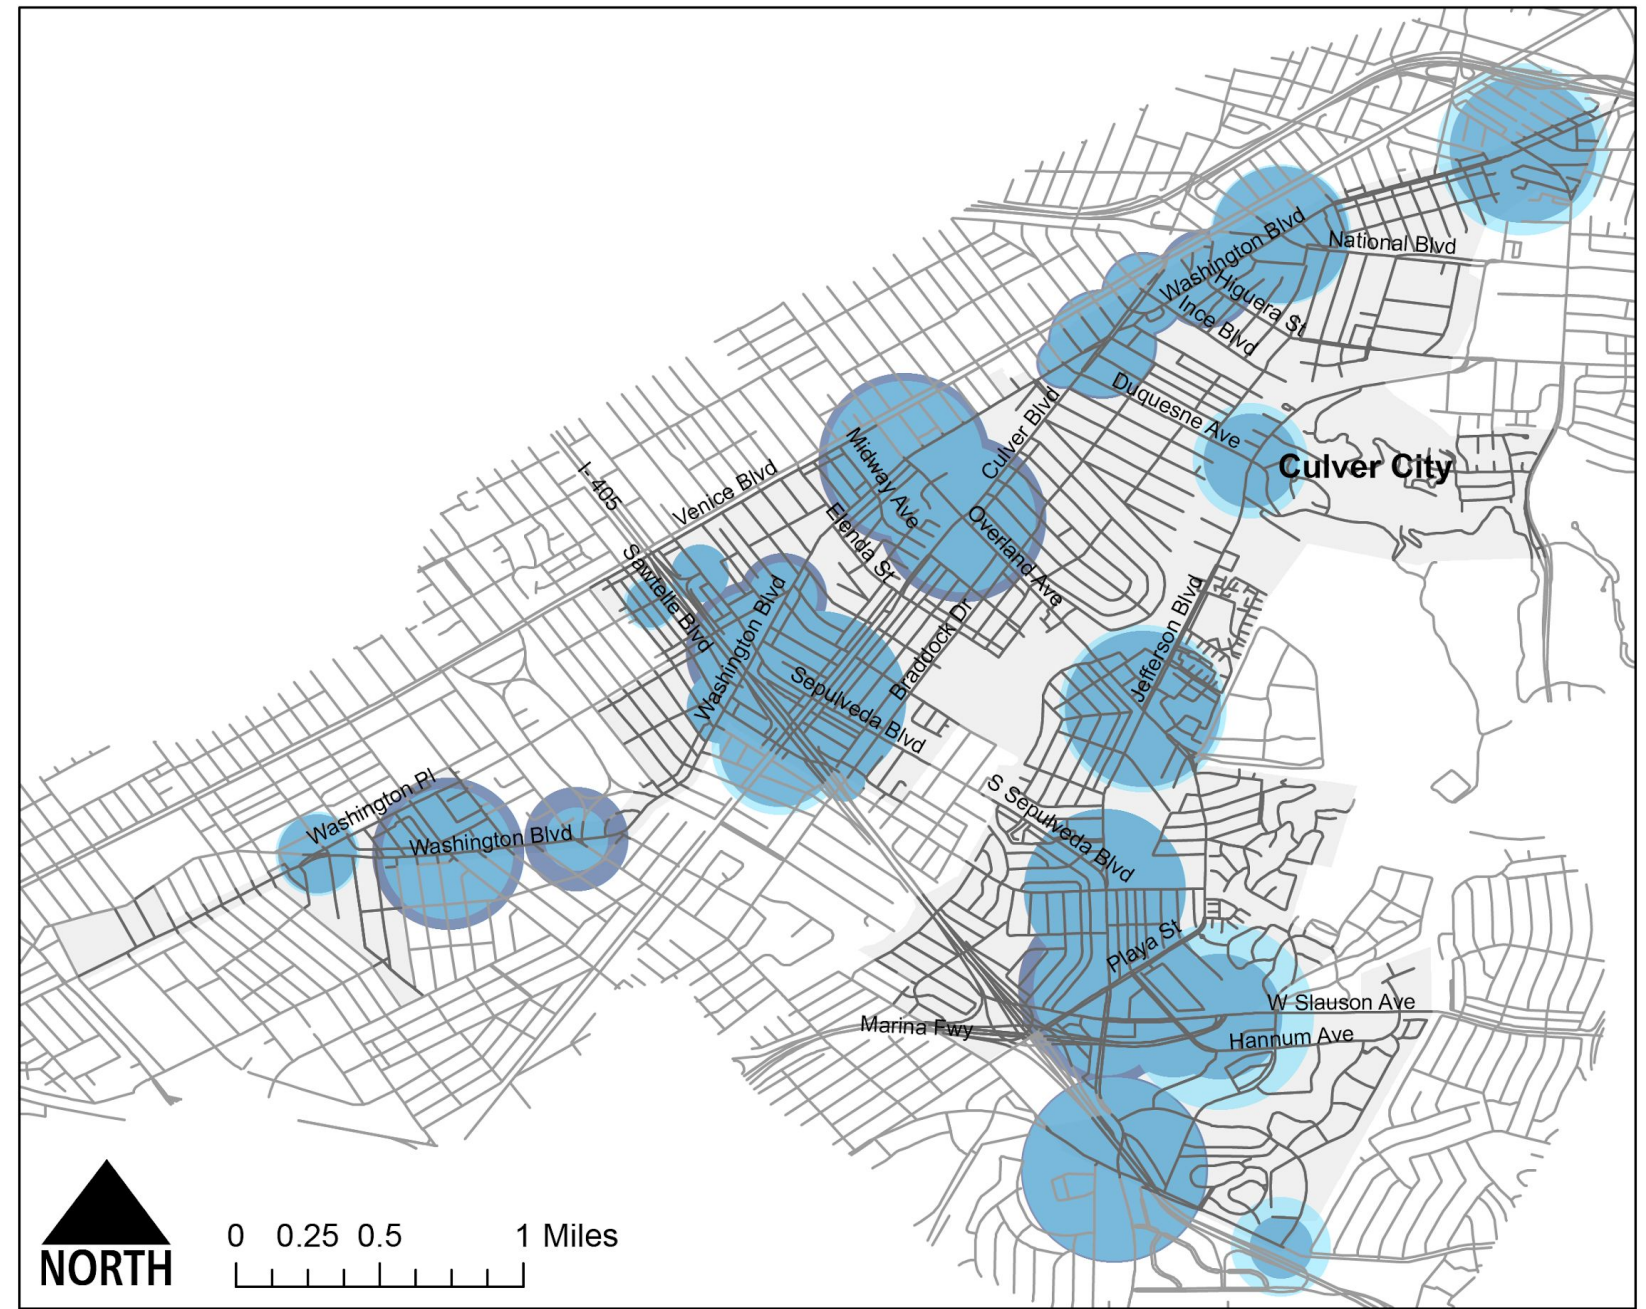 Washington Blvd
National Blvd
Higuera St
Ince Blvd
Duquesne Ave
Culver City
Culver Blvd
Midway Ave
Venice Blvd
I-405
Elenda St
Overland Ave
Sawtelle Blvd
Washington Blvd
Braddock Dr
Jefferson Blvd
Sepulveda Blvd
Washington Pl
Washington Blvd
S Sepulveda Blvd
Playa St
W Slauson Ave
Marina Fwy
Hannum Ave
NORTH
0 0.25 0.5 1 Miles